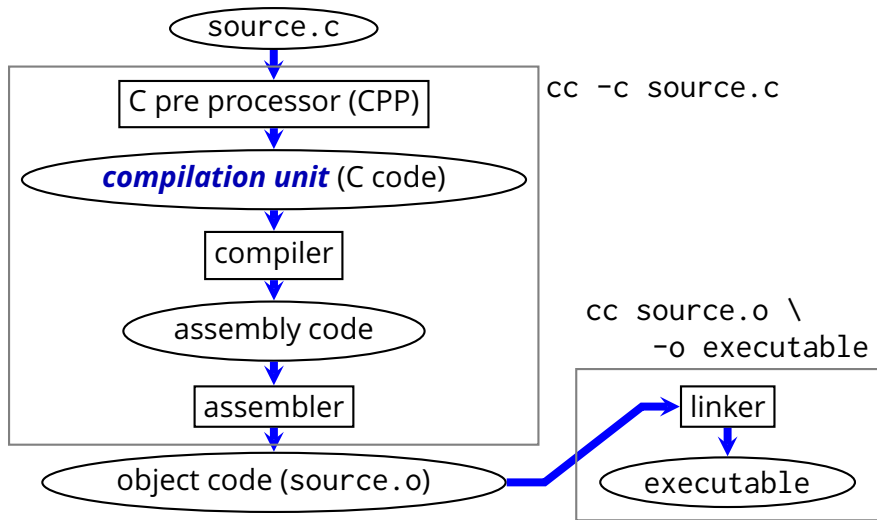 source.c
cc -c source.c
C pre processor (CPP)
compilation unit (C code)
compiler
assembly code
assembler
object code (source.o)
cc source.o \
-o executable
linker
executable